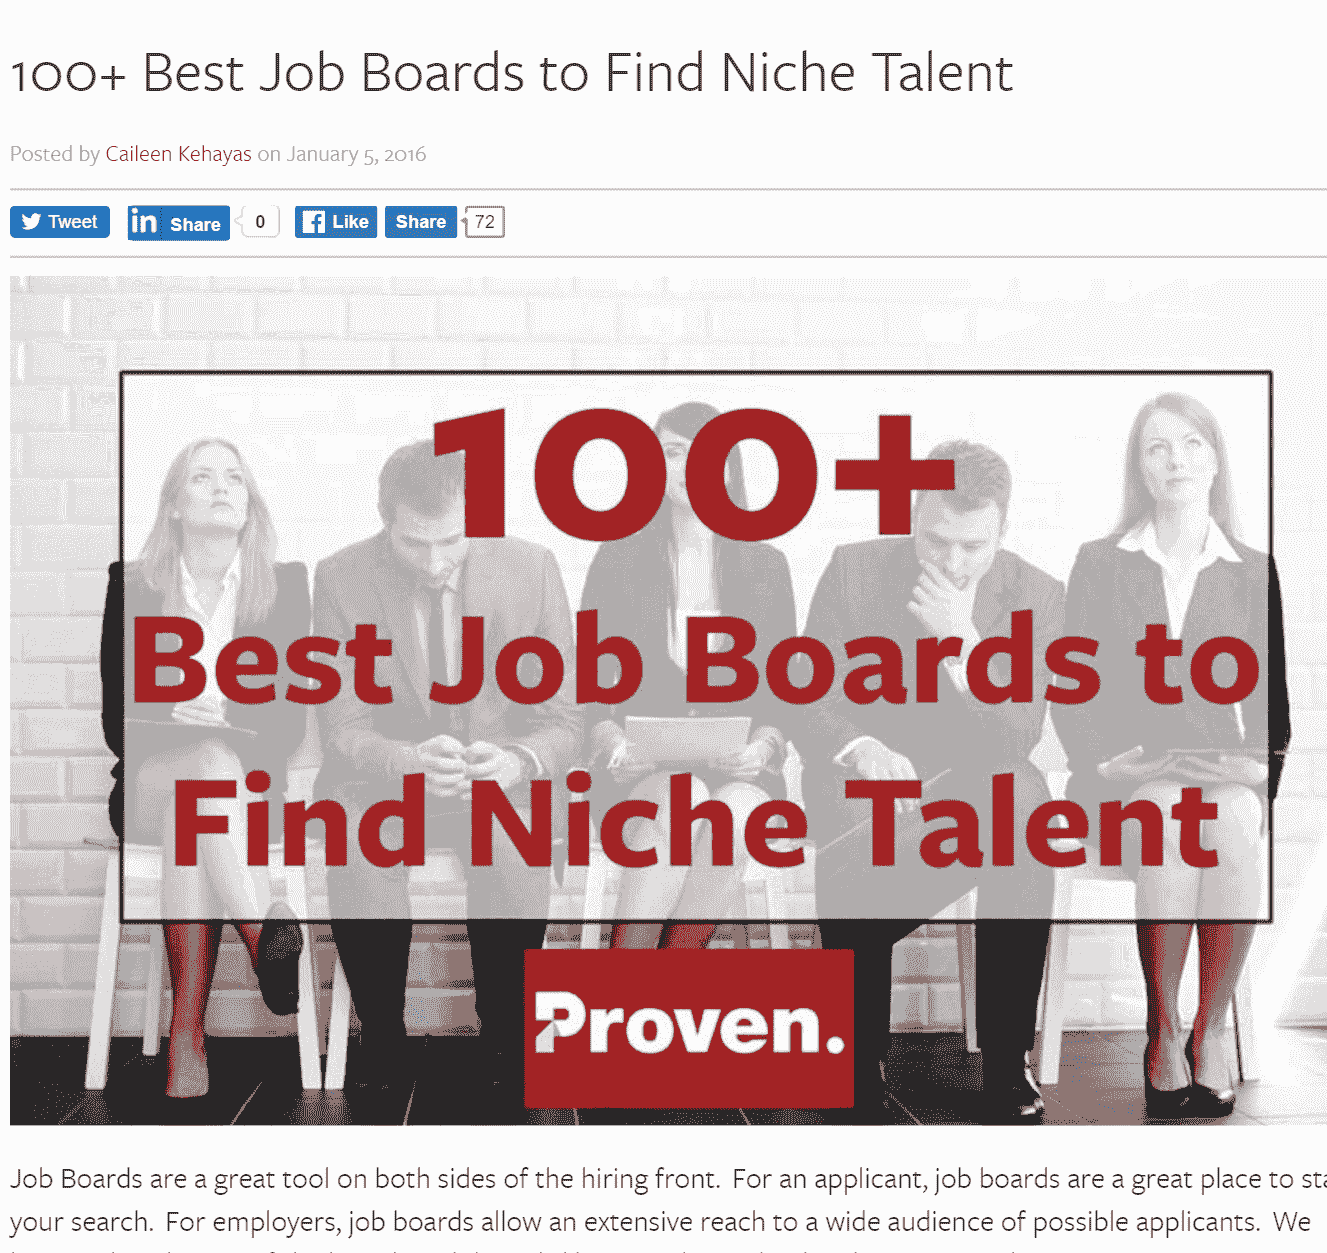 100+ Best Job Boards to Find Niche Talent
Posted by Caileen Kehayas on January 5, 2016
Tweet in Share 0 Like Share 72
100+
Best Job Boards to
Find Niche Talent
Proven.
Job Boards are a great tool on both sides of the hiring front. For an applicant, job boards are a great place to
your search. For employers, job boards allow an extensive reach to a wide audience of possible applicants. We